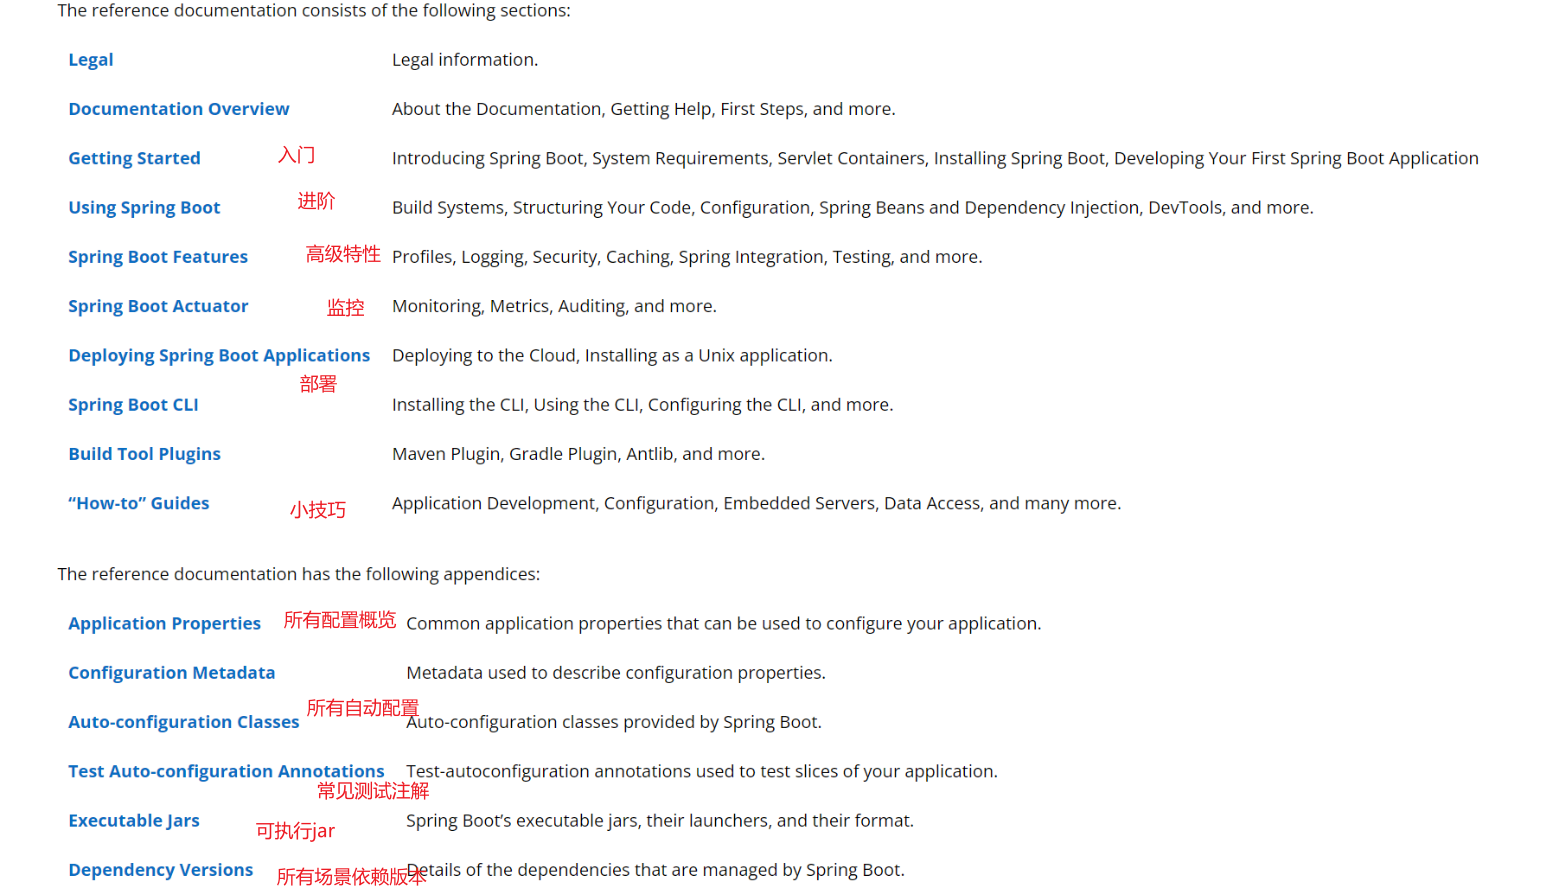 The reference documentation consists of the following sections:
Legal Legal information.
Documentation Overview About the Documentation, Getting Help, First Steps, and more.
Getting Started 入门 Introducing Spring Boot, System Requirements, Servlet Containers, Installing Spring Boot, Developing Your First Spring Boot Application
Using Spring Boot 进阶 Build Systems, Structuring Your Code, Configuration, Spring Beans and Dependency Injection, DevTools, and more.
Spring Boot Features 高级特性 Profiles, Logging, Security, Caching, Spring Integration, Testing, and more.
Spring Boot Actuator 监控 Monitoring, Metrics, Auditing, and more.
Deploying Spring Boot Applications Deploying to the Cloud, Installing as a Unix application.
部署
Spring Boot CLI Installing the CLI, Using the CLI, Configuring the CLI, and more.
Build Tool Plugins Maven Plugin, Gradle Plugin, Antlib, and more.
“How-to” Guides 小技巧 Application Development, Configuration, Embedded Servers, Data Access, and many more.
The reference documentation has the following appendices:
Application Properties 所有配置概览 Common application properties that can be used to configure your application.
Configuration Metadata Metadata used to describe configuration properties.
所有自动配置
Auto-configuration Classes Auto-configuration classes provided by Spring Boot.
Test Auto-configuration Annotations Test-autoconfiguration annotations used to test slices of your application.
常见测试注解
Executable Jars 可执行jar Spring Boot’s executable jars, their launchers, and their format.
Dependency Versions 所有场景依赖版本 Details of the dependencies that are managed by Spring Boot.